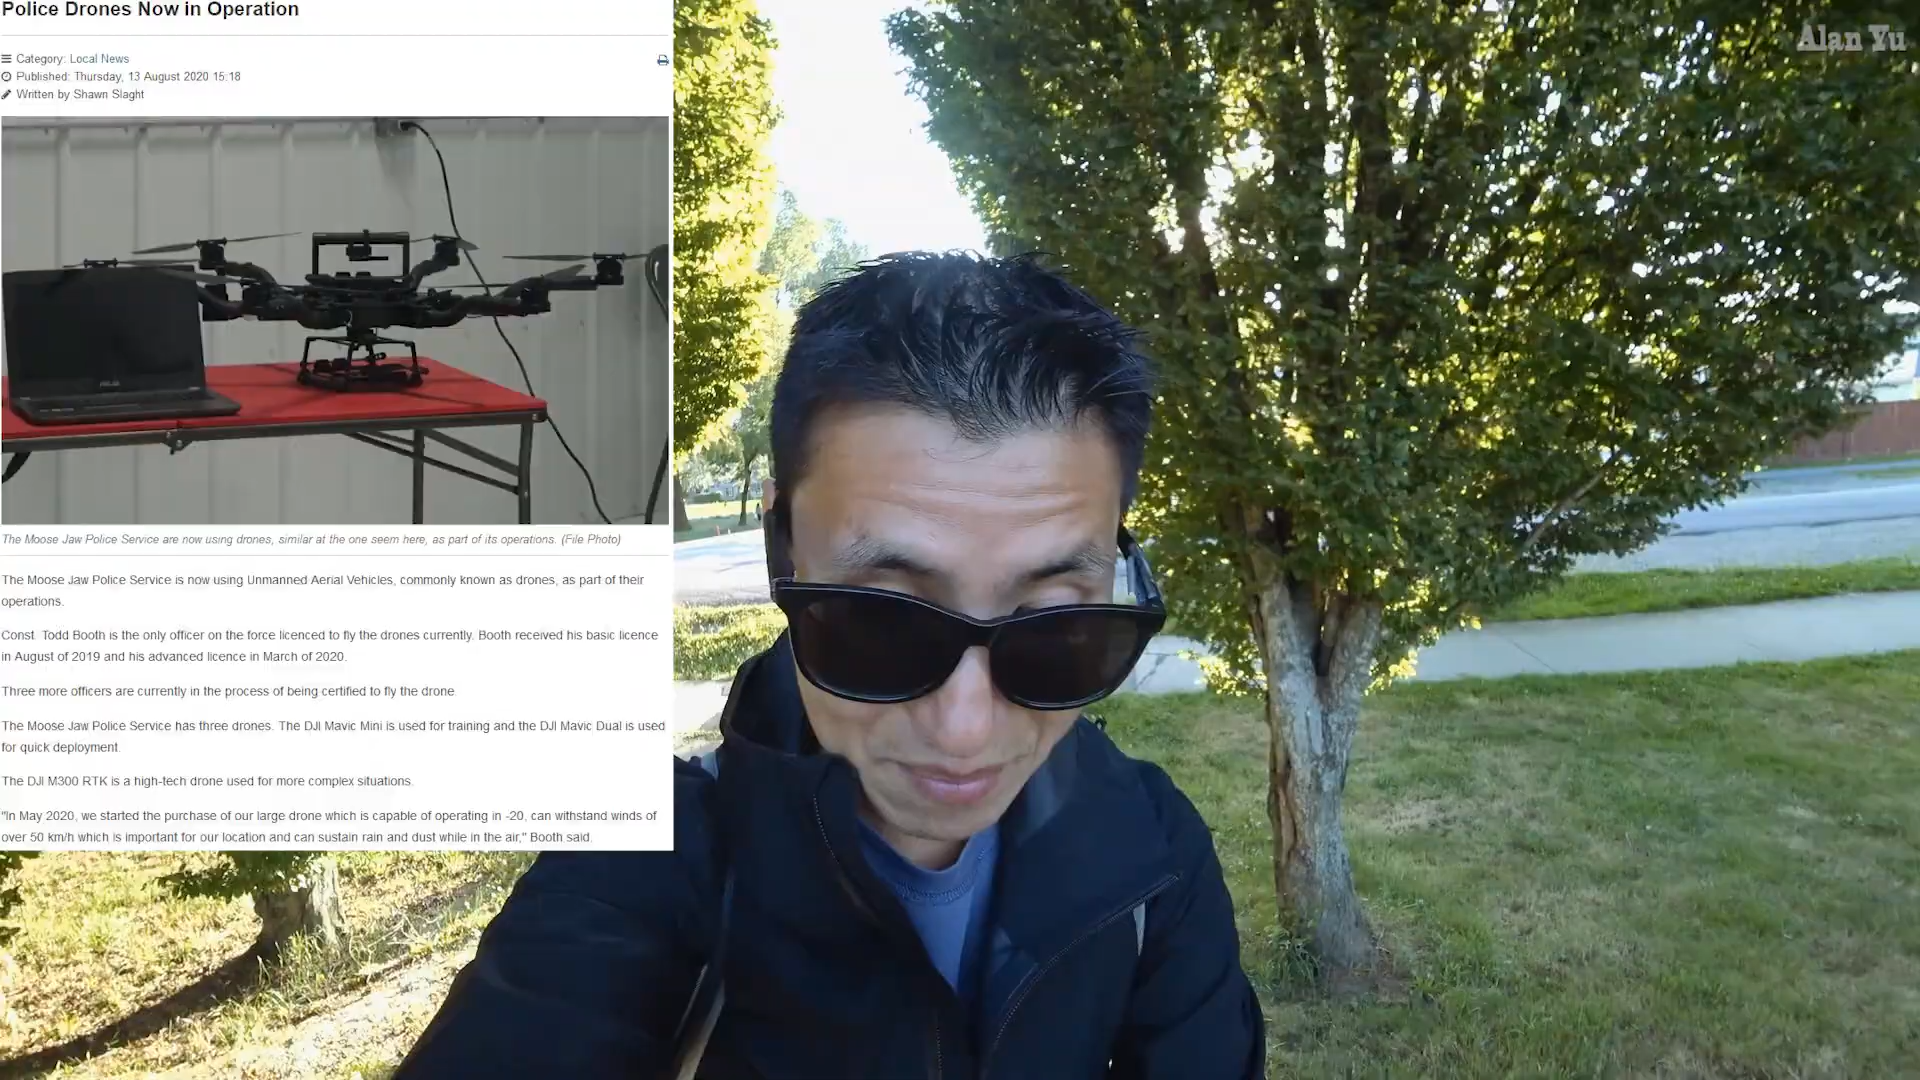 Police Drones Now in Operation
Category: Local News
Published: Thursday, 13 August 2020 15:18
Written by Shawn Slaght
ASUS
The Moose Jaw Police Service are now using drones, similar at the one seem here, as part of its operations. (File Photo)
The Moose Jaw Police Service is now using Unmanned Aerial Vehicles, commonly known as drones, as part of their
operations.
Const. Todd Booth is the only officer on the force licenced to fly the drones currently. Booth received his basic licence
in August of 2019 and his advanced licence in March of 2020.
Three more officers are currently in the process of being certified to fly the drone.
The Moose Jaw Police Service has three drones. The DJI Mavic Mini is used for training and the DJI Mavic Dual is used
for quick deployment.
The DJI M300 RTK is a high-tech drone used for more complex situations.
"In May 2020, we started the purchase of our large drone which is capable of operating in -20, can withstand winds of
over 50 km/h which is important for our location and can sustain rain and dust while in the air," Booth said.
Alan Yu